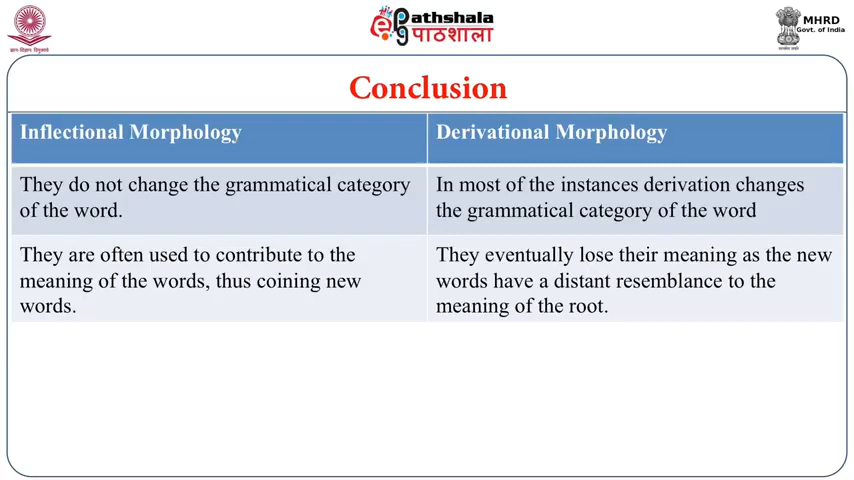 ePathshala
पाठशाला
MHRD
Govt. of India
ज्ञान-विज्ञान विमुक्तये
Conclusion
Inflectional Morphology
Derivational Morphology
They do not change the grammatical category
of the word.
In most of the instances derivation changes
the grammatical category of the word
They are often used to contribute to the
meaning of the words, thus coining new
words.
They eventually lose their meaning as the new
words have a distant resemblance to the
meaning of the root.